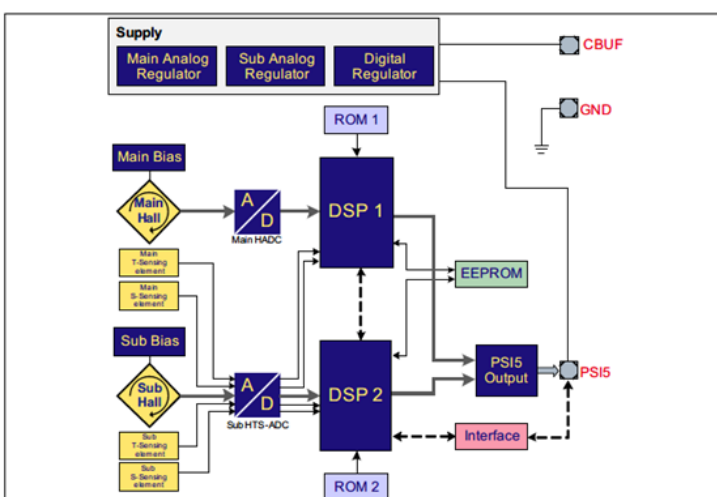 Supply
Main Analog
Regulator
Sub Analog
Regulator
Digital
Regulator
CBUF
GND
ROM 1
Main Bias
Main
Hall
A
D
Main HADC
DSP 1
Main
T-Sensing
element
Main
S-Sensing
element
EEPROM
Sub Bias
Sub
Hall
A
D
Sub HTS-ADC
DSP 2
PSI5
Output
PSI5
Sub
T-Sensing
element
Sub
S-Sensing
element
Interface
ROM 2